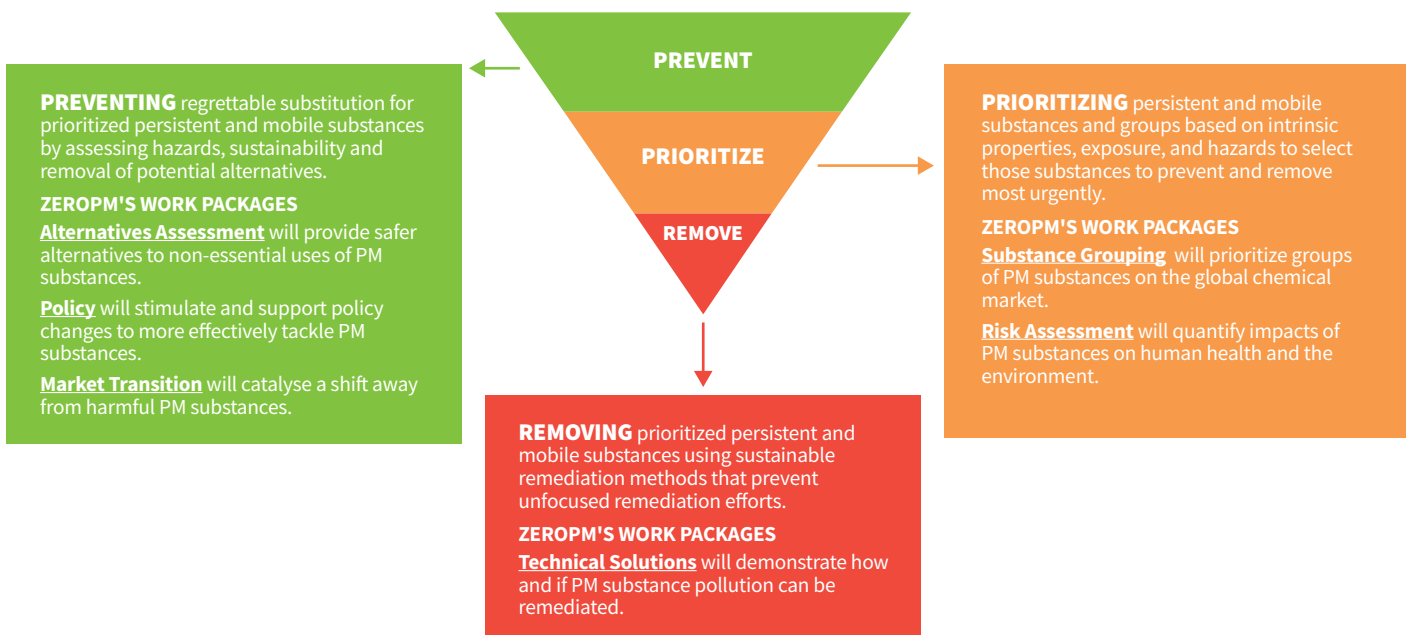 PREVENT
PRIORITIZE
REMOVE
PREVENTING regrettable substitution for
prioritized persistent and mobile substances
by assessing hazards, sustainability and
removal of potential alternatives.
ZEROPM'S WORK PACKAGES
Alternatives Assessment will provide safer
alternatives to non-essential uses of PM
substances.
Policy will stimulate and support policy
changes to more effectively tackle PM
substances.
Market Transition will catalyse a shift away
from harmful PM substances.
PRIORITIZING persistent and mobile
substances and groups based on intrinsic
properties, exposure, and hazards to select
those substances to prevent and remove
most urgently.
ZEROPM'S WORK PACKAGES
Substance Grouping will prioritize groups
of PM substances on the global chemical
market.
Risk Assessment will quantify impacts of
PM substances on human health and the
environment.
REMOVING prioritized persistent and
mobile substances using sustainable
remediation methods that prevent
unfocused remediation efforts.
ZEROPM'S WORK PACKAGES
Technical Solutions will demonstrate how
and if PM substance pollution can be
remediated.